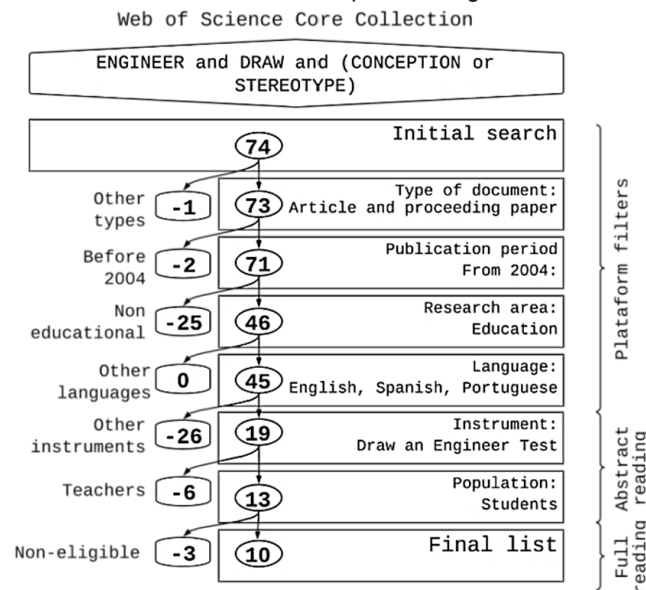 Web of Science Core Collection
ENGINEER and DRAW and (CONCEPTION or
STEREOTYPE)
Initial search
74
Other
types
-1
73
Type of document:
Article and proceeding paper
Before
2004
-2
71
Publication period
From 2004:
Non
educational
-25
46
Research area:
Education
Other
languages
0
45
Language:
English, Spanish, Portuguese
Other
instruments
-26
19
Instrument:
Draw an Engineer Test
Teachers
-6
13
Population:
Students
Non-eligible
-3
10
Final list
Plataform filters
Abstract
reading
Full
reading